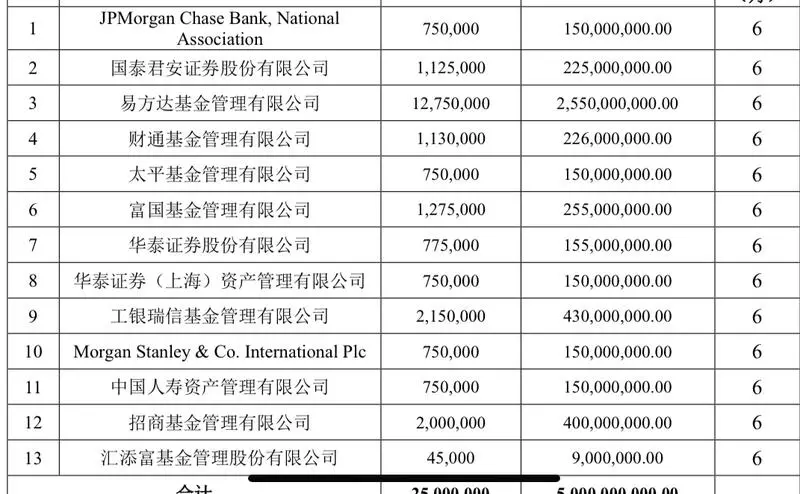 1 JPMorgan Chase Bank, National Association 750,000 150,000,000.00 6
2 国泰君安证券股份有限公司 1,125,000 225,000,000.00 6
3 易方达基金管理有限公司 12,750,000 2,550,000,000.00 6
4 财通基金管理有限公司 1,130,000 226,000,000.00 6
5 太平基金管理有限公司 750,000 150,000,000.00 6
6 富国基金管理有限公司 1,275,000 255,000,000.00 6
7 华泰证券股份有限公司 775,000 155,000,000.00 6
8 华泰证券（上海）资产管理有限公司 750,000 150,000,000.00 6
9 工银瑞信基金管理有限公司 2,150,000 430,000,000.00 6
10 Morgan Stanley & Co. International Plc 750,000 150,000,000.00 6
11 中国人寿资产管理有限公司 750,000 150,000,000.00 6
12 招商基金管理有限公司 2,000,000 400,000,000.00 6
13 汇添富基金管理股份有限公司 45,000 9,000,000.00 6
合计 25,000,000 5,000,000,000.00